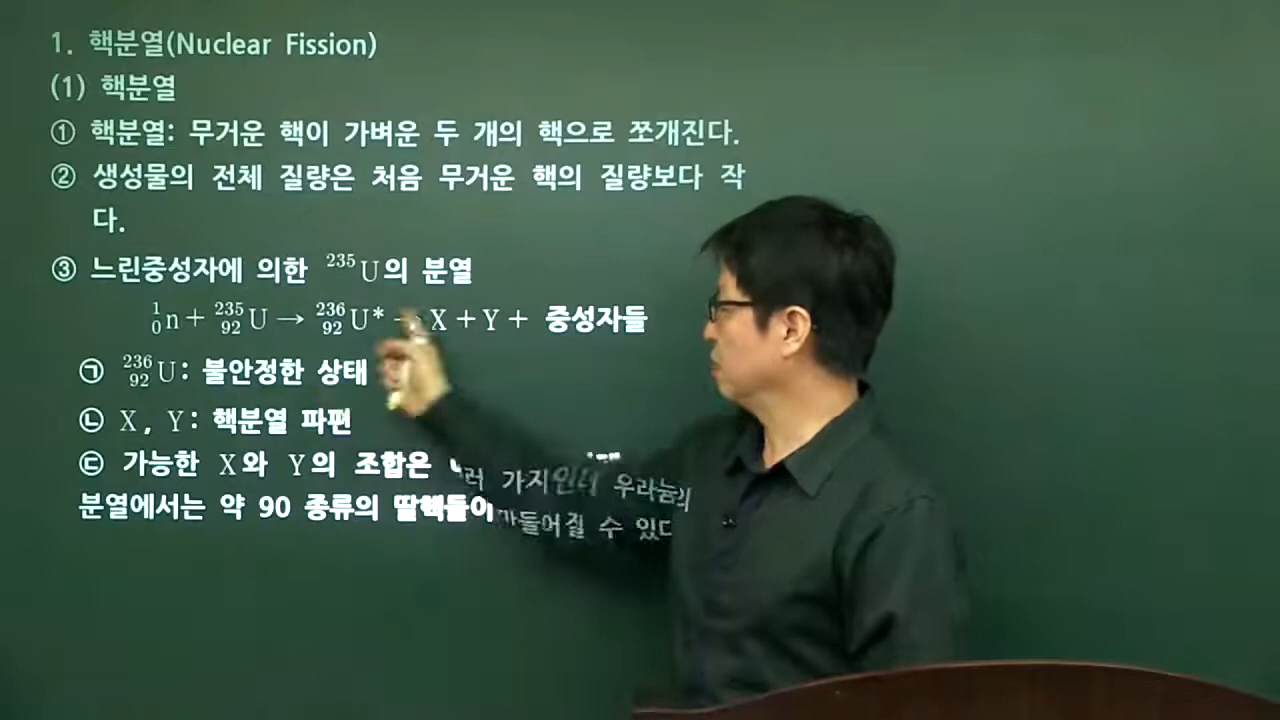 1. 핵분열(Nuclear Fission)
(1) 핵분열
① 핵분열: 무거운 핵이 가벼운 두 개의 핵으로 쪼개진다.
② 생성물의 전체 질량은 처음 무거운 핵의 질량보다 작
다.
③ 느린중성자에 의한 ²³⁵U의 분열
¹₀n + ²³⁵₉₂U → ²³⁶₉₂U* → X + Y + 중성자들
㉠ ²³⁶₉₂U: 불안정한 상태
㉡ X, Y: 핵분열 파편
㉢ 가능한 X와 Y의 조합은 가지인데 우라늄의
분열에서는 약 90 종류의 딸핵들이 만들어질 수 있다